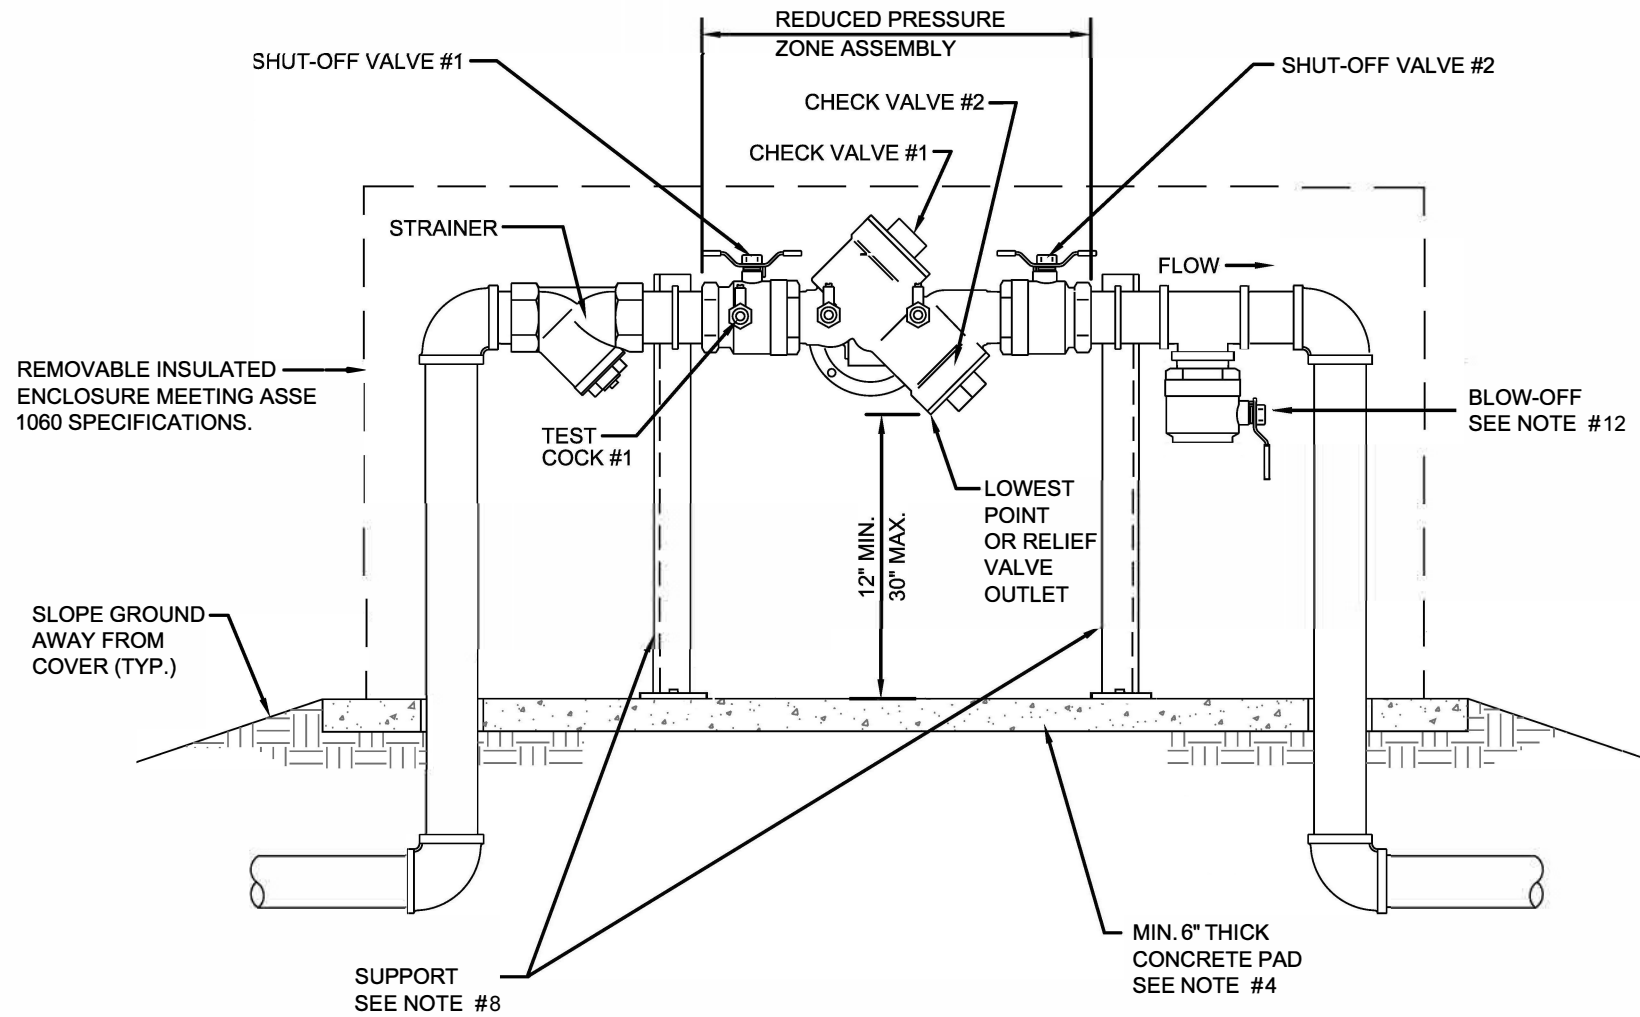 REDUCED PRESSURE
ZONE ASSEMBLY
SHUT-OFF VALVE #1
SHUT-OFF VALVE #2
CHECK VALVE #2
CHECK VALVE #1
STRAINER
FLOW
REMOVABLE INSULATED
ENCLOSURE MEETING ASSE
1060 SPECIFICATIONS.
BLOW-OFF
SEE NOTE #12
TEST
COCK #1
LOWEST
POINT
OR RELIEF
VALVE
OUTLET
12" MIN.
30" MAX.
SLOPE GROUND
AWAY FROM
COVER (TYP.)
MIN. 6" THICK
CONCRETE PAD
SEE NOTE #4
SUPPORT
SEE NOTE #8